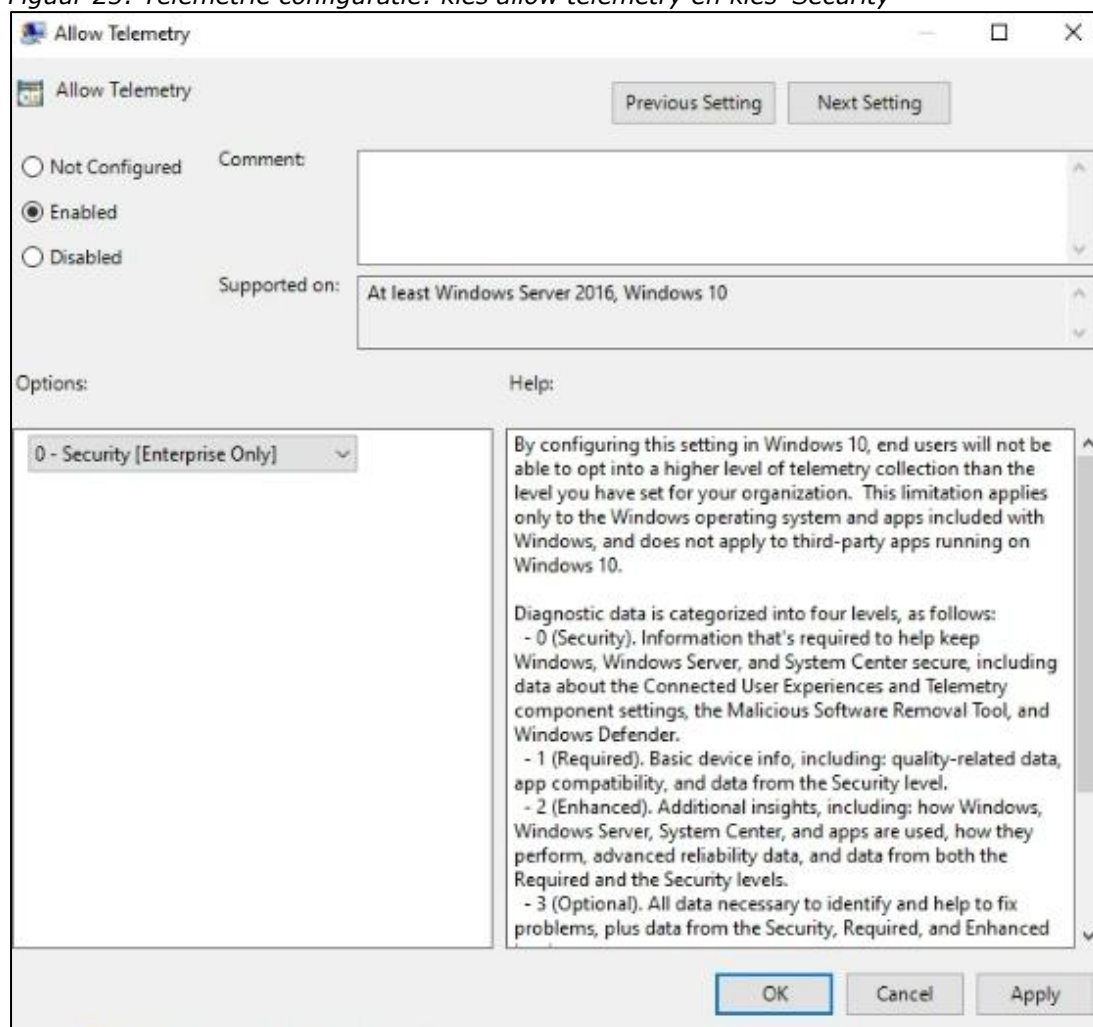 Figuur 25: Telemetrie configuratie: kies allow telemetry en kies 'Security'
Allow Telemetry
Allow Telemetry
Previous Setting
Next Setting
Not Configured
Comment:
Enabled
Disabled
Supported on:
At least Windows Server 2016, Windows 10
Options:
Help:
0 - Security [Enterprise Only]
By configuring this setting in Windows 10, end users will not be
able to opt into a higher level of telemetry collection than the
level you have set for your organization.  This limitation applies
only to the Windows operating system and apps included with
Windows, and does not apply to third-party apps running on
Windows 10.
Diagnostic data is categorized into four levels, as follows:
- 0 (Security). Information that's required to help keep
Windows, Windows Server, and System Center secure, including
data about the Connected User Experiences and Telemetry
component settings, the Malicious Software Removal Tool, and
Windows Defender.
- 1 (Required). Basic device info, including: quality-related data,
app compatibility, and data from the Security level.
- 2 (Enhanced). Additional insights, including: how Windows,
Windows Server, System Center, and apps are used, how they
perform, advanced reliability data, and data from both the
Required and the Security levels.
- 3 (Optional). All data necessary to identify and help to fix
problems, plus data from the Security, Required, and Enhanced
OK
Cancel
Apply